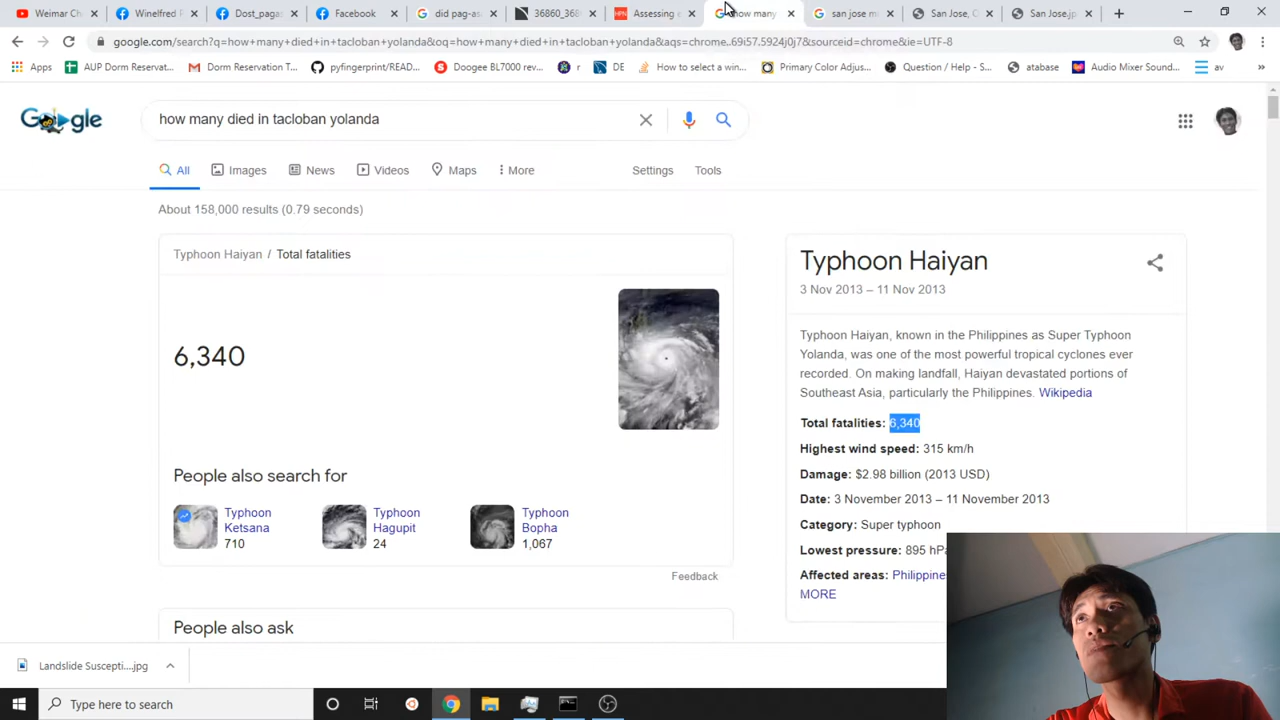 Weimar Ch
Winelfred F
Dost_pagas
Facebook
did pag-as
36860_368
Assessing c
how many
san jose m
San Jose, O
San Jose.jp
google.com/search?q=how+many+died+in+tacloban+yolanda&oq=how+many+died+in+tacloban+yolanda&aqs=chrome..69i57.5924j0j7&sourceid=chrome&ie=UTF-8
Apps
AUP Dorm Reservat...
Dorm Reservation T...
pyfingerprint/READ...
Doogee BL7000 rev...
r
DE
How to select a win...
Primary Color Adjus...
Question / Help - S...
atabase
Audio Mixer Sound...
av
Google
how many died in tacloban yolanda
All
Images
News
Videos
Maps
More
Settings
Tools
About 158,000 results (0.79 seconds)
Typhoon Haiyan / Total fatalities
6,340
People also search for
Typhoon
Ketsana
710
Typhoon
Hagupit
24
Typhoon
Bopha
1,067
Feedback
People also ask
Typhoon Haiyan
3 Nov 2013 – 11 Nov 2013
Typhoon Haiyan, known in the Philippines as Super Typhoon
Yolanda, was one of the most powerful tropical cyclones ever
recorded. On making landfall, Haiyan devastated portions of
Southeast Asia, particularly the Philippines. Wikipedia
Total fatalities: 6,340
Highest wind speed: 315 km/h
Damage: $2.98 billion (2013 USD)
Date: 3 November 2013 – 11 November 2013
Category: Super typhoon
Lowest pressure: 895 hPa
Affected areas: Philippine
MORE
Landslide Suscepti....jpg
Type here to search